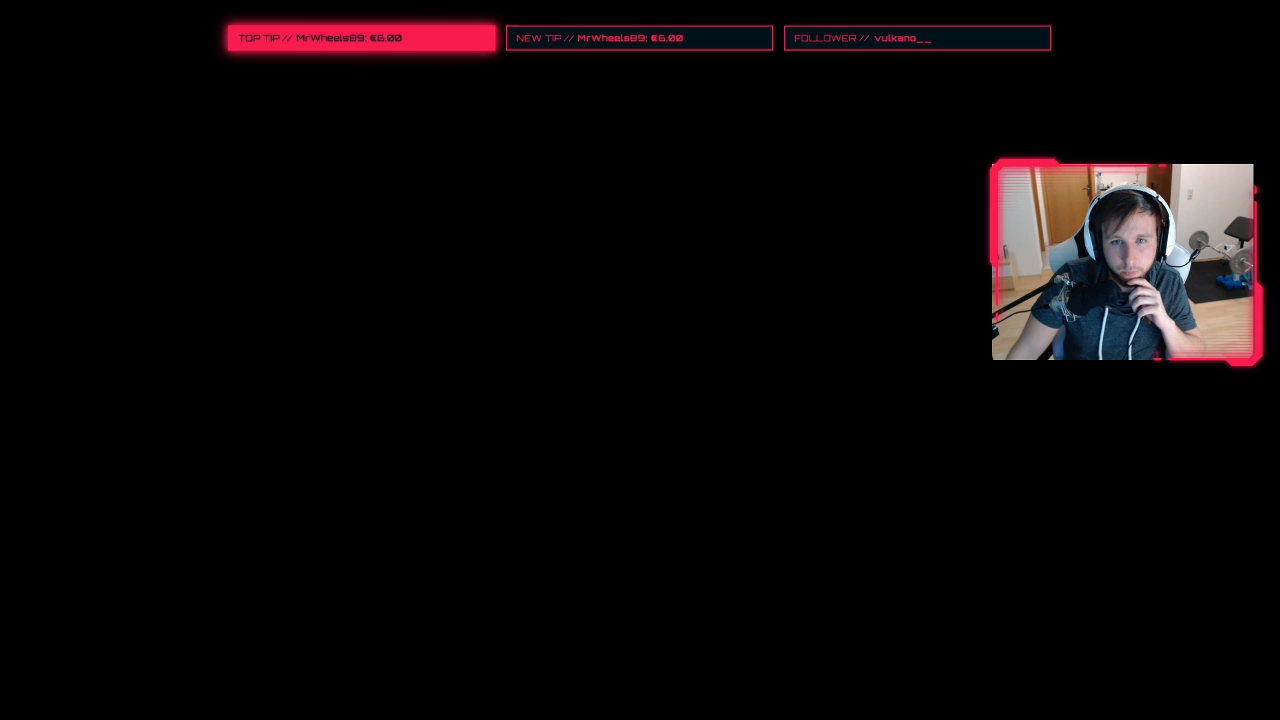 TOP TIP // MrWheels89: €6.00
NEW TIP // MrWheels89: €6.00
FOLLOWER // vulkano__